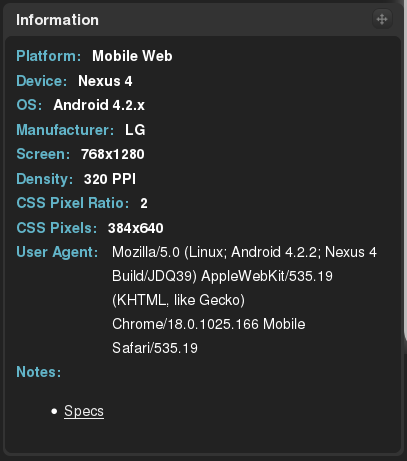 Information
Platform: Mobile Web
Device: Nexus 4
OS: Android 4.2.x
Manufacturer: LG
Screen: 768x1280
Density: 320 PPI
CSS Pixel Ratio: 2
CSS Pixels: 384x640
User Agent: Mozilla/5.0 (Linux; Android 4.2.2; Nexus 4
Build/JDQ39) AppleWebKit/535.19
(KHTML, like Gecko)
Chrome/18.0.1025.166 Mobile
Safari/535.19
Notes:
• Specs